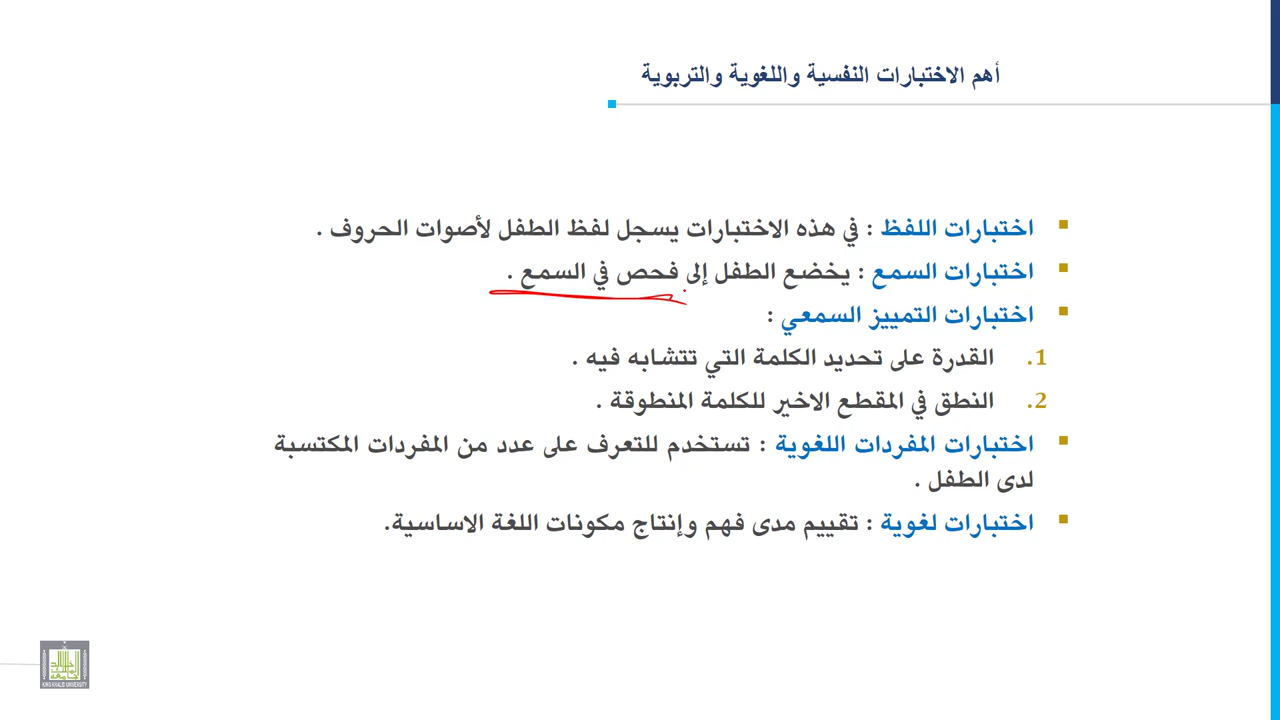 أهم الاختبارات النفسية واللغوية والتربوية
اختبارات اللفظ : في هذه الاختبارات يسجل لفظ الطفل لأصوات الحروف .
اختبارات السمع : يخضع الطفل إلى فحص في السمع .
اختبارات التمييز السمعي :
1. القدرة على تحديد الكلمة التي تتشابه فيه .
2. النطق في المقطع الاخير للكلمة المنطوقة .
اختبارات المفردات اللغوية : تستخدم للتعرف على عدد من المفردات المكتسبة
لدى الطفل .
اختبارات لغوية : تقييم مدى فهم وإنتاج مكونات اللغة الاساسية.
KING KHALID UNIVERSITY